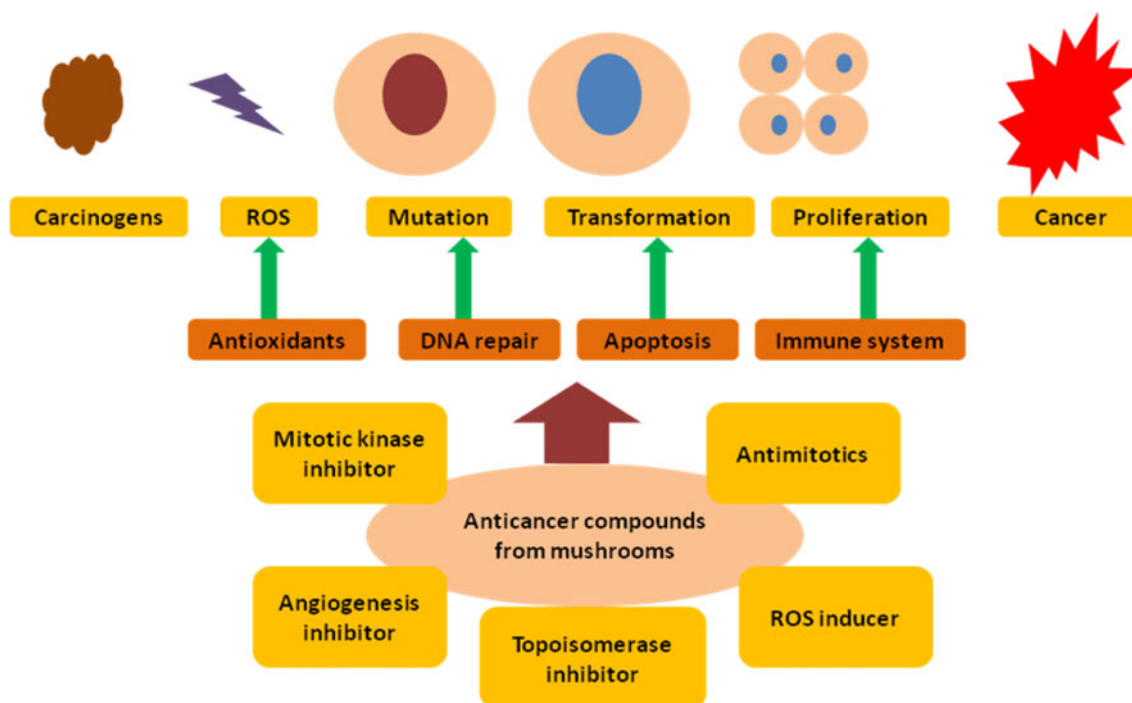 Carcinogens
ROS
Mutation
Transformation
Proliferation
Cancer
Antioxidants
DNA repair
Apoptosis
Immune system
Mitotic kinase
inhibitor
Antimitotics
Anticancer compounds
from mushrooms
Angiogenesis
inhibitor
Topoisomerase
inhibitor
ROS inducer